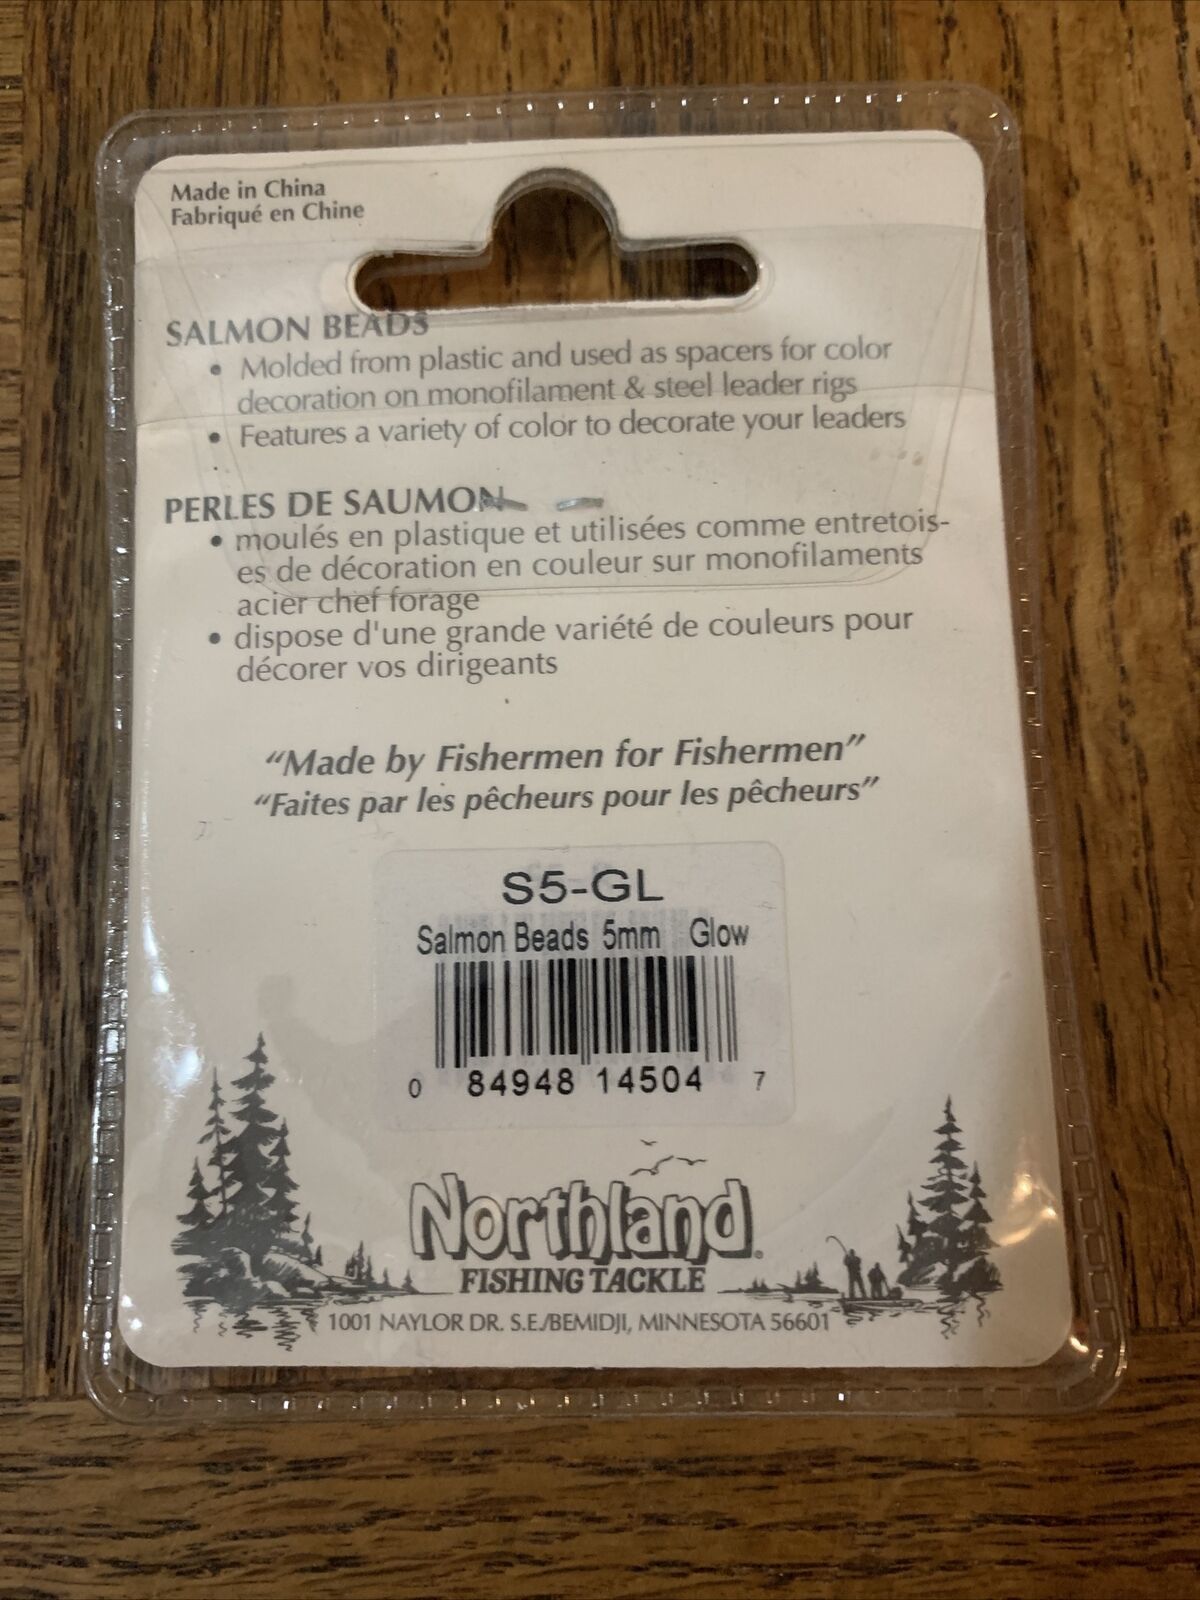 Made in China
Fabriqué en Chine
SALMON BEADS
• Molded from plastic and used as spacers for color
decoration on monofilament & steel leader rigs
• Features a variety of color to decorate your leaders
PERLES DE SAUMON
• moulés en plastique et utilisées comme entretois-
es de décoration en couleur sur monofilaments
acier chef forage
• dispose d'une grande variété de couleurs pour
décorer vos dirigeants
“Made by Fishermen for Fishermen”
“Faites par les pêcheurs pour les pêcheurs”
S5-GL
Salmon Beads 5mm Glow
0 84948 14504 7
Northland®
FISHING TACKLE
1001 NAYLOR DR. S.E./BEMIDJI, MINNESOTA 56601